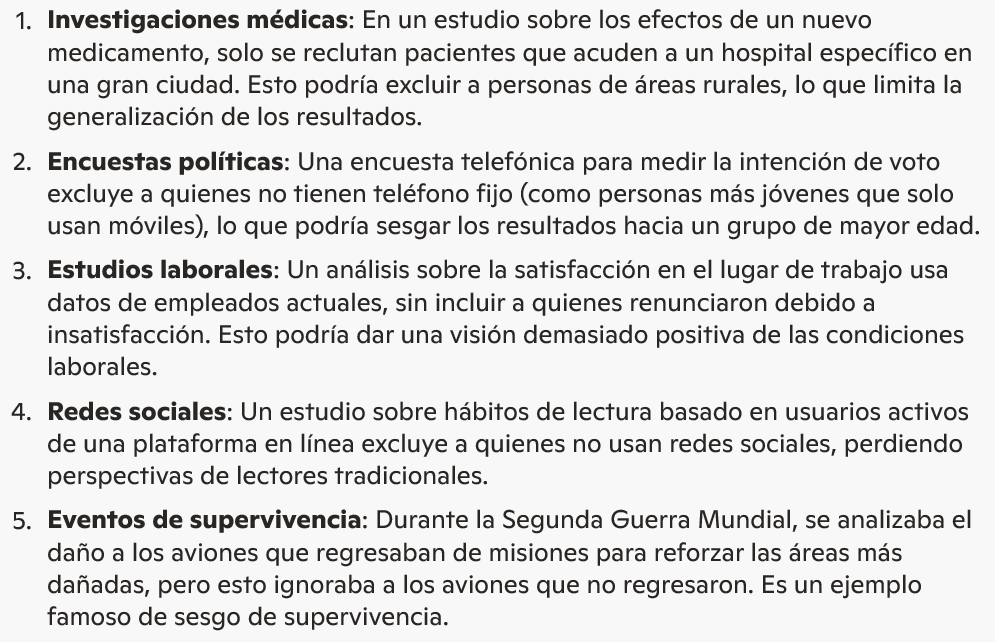 1. Investigaciones médicas: En un estudio sobre los efectos de un nuevo
medicamento, solo se reclutan pacientes que acuden a un hospital específico en
una gran ciudad. Esto podría excluir a personas de áreas rurales, lo que limita la
generalización de los resultados.
2. Encuestas políticas: Una encuesta telefónica para medir la intención de voto
excluye a quienes no tienen teléfono fijo (como personas más jóvenes que solo
usan móviles), lo que podría sesgar los resultados hacia un grupo de mayor edad.
3. Estudios laborales: Un análisis sobre la satisfacción en el lugar de trabajo usa
datos de empleados actuales, sin incluir a quienes renunciaron debido a
insatisfacción. Esto podría dar una visión demasiado positiva de las condiciones
laborales.
4. Redes sociales: Un estudio sobre hábitos de lectura basado en usuarios activos
de una plataforma en línea excluye a quienes no usan redes sociales, perdiendo
perspectivas de lectores tradicionales.
5. Eventos de supervivencia: Durante la Segunda Guerra Mundial, se analizaba el
daño a los aviones que regresaban de misiones para reforzar las áreas más
dañadas, pero esto ignoraba a los aviones que no regresaron. Es un ejemplo
famoso de sesgo de supervivencia.